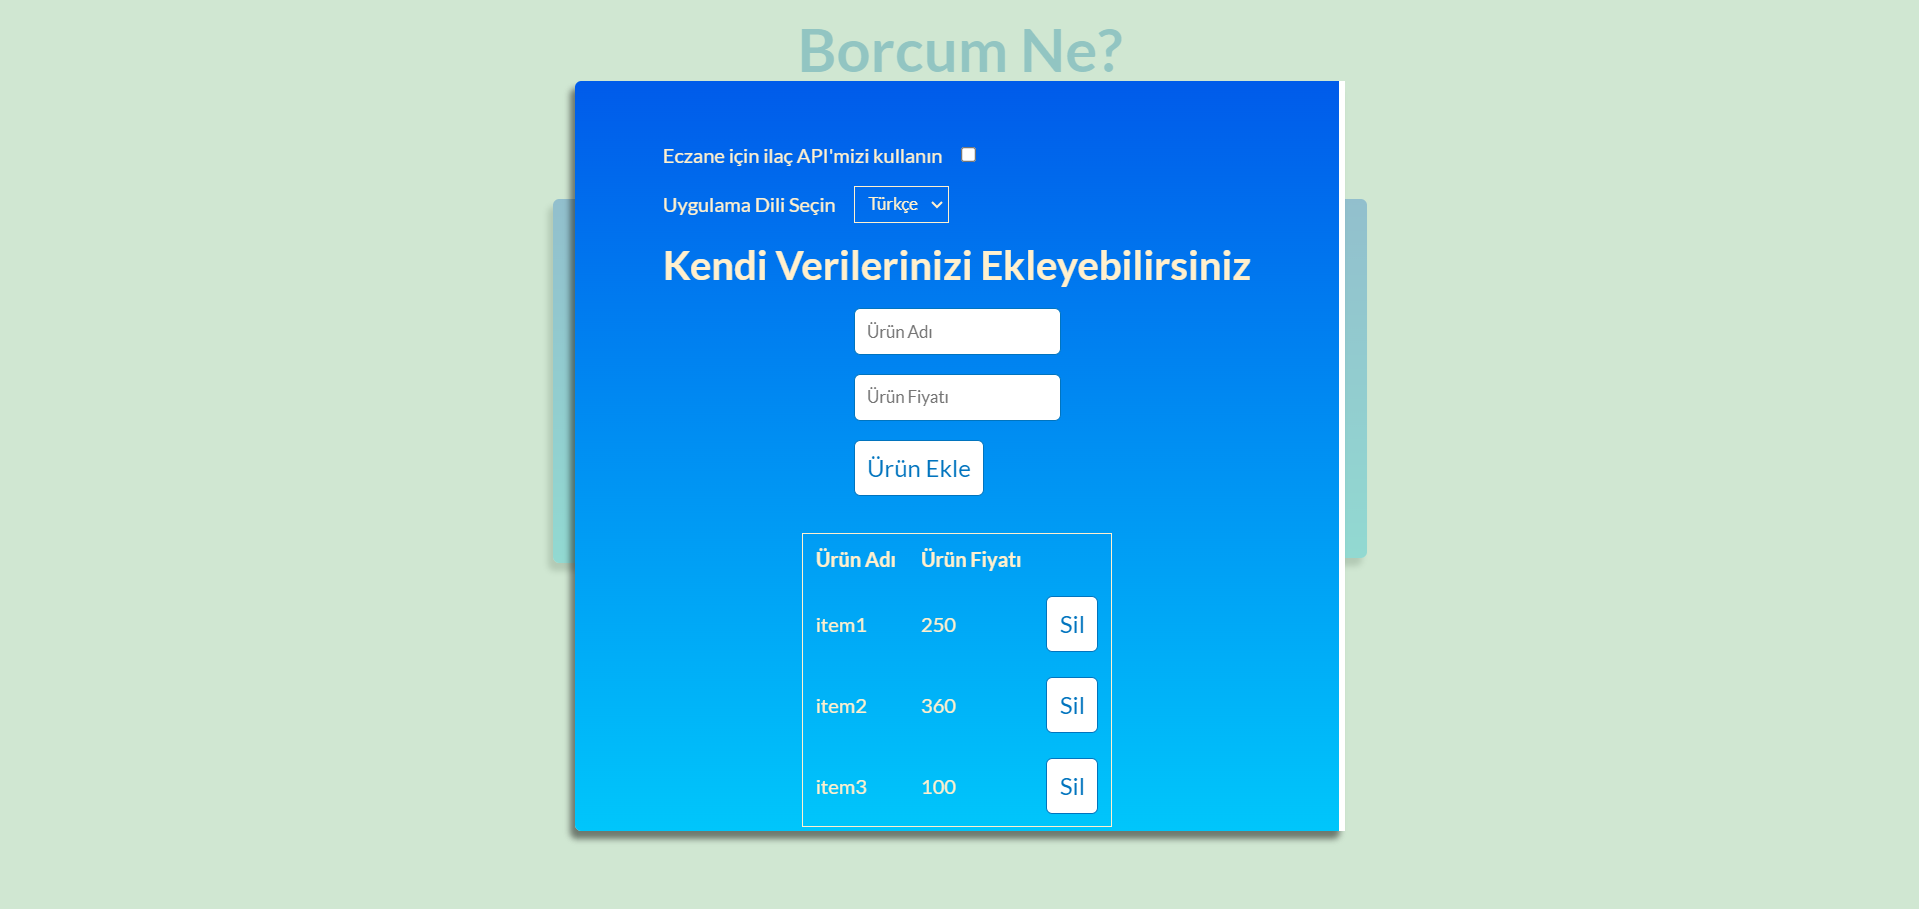 Borcum Ne?
Eczane için ilaç API'mizi kullanın
Uygulama Dili Seçin Türkçe
Kendi Verilerinizi Ekleyebilirsiniz
Ürün Adı
Ürün Fiyatı
Ürün Ekle
Ürün Adı Ürün Fiyatı
item1 250 Sil
item2 360 Sil
item3 100 Sil